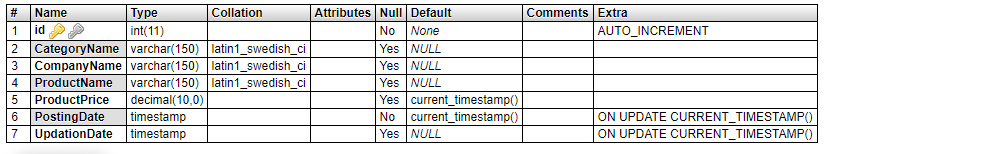 # Name Type Collation Attributes Null Default Comments Extra
1 id int(11) No None AUTO_INCREMENT
2 CategoryName varchar(150) latin1_swedish_ci Yes NULL
3 CompanyName varchar(150) latin1_swedish_ci Yes NULL
4 ProductName varchar(150) latin1_swedish_ci Yes NULL
5 ProductPrice decimal(10,0) Yes current_timestamp()
6 PostingDate timestamp No current_timestamp() ON UPDATE CURRENT_TIMESTAMP()
7 UpdationDate timestamp Yes NULL ON UPDATE CURRENT_TIMESTAMP()